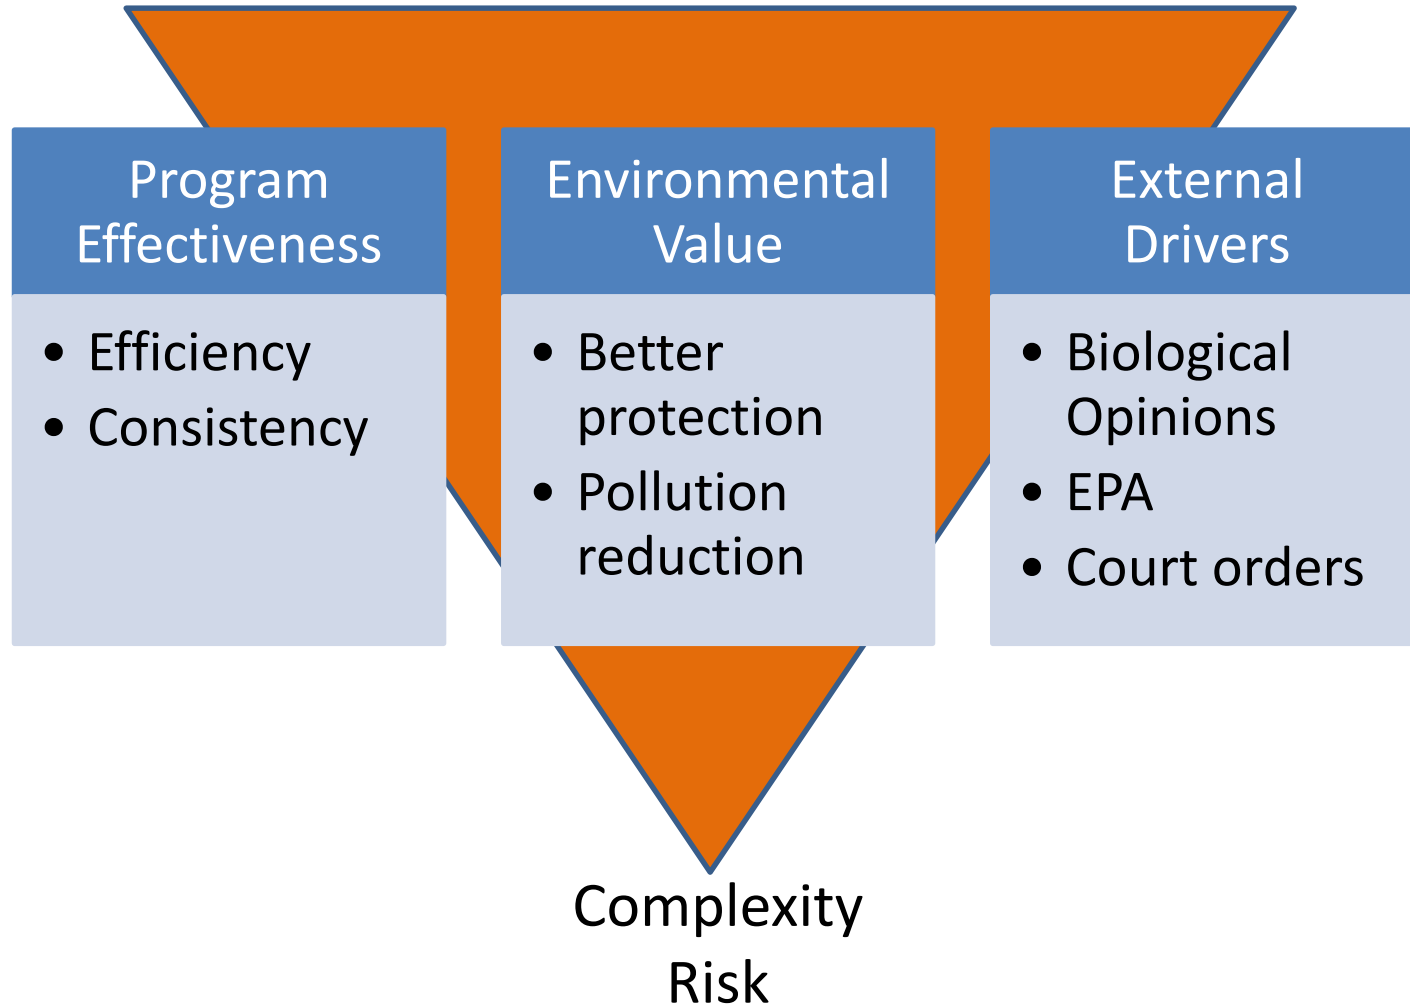 Program
Effectiveness
• Efficiency
• Consistency
Environmental
Value
• Better
protection
• Pollution
reduction
External
Drivers
• Biological
Opinions
• EPA
• Court orders
Complexity
Risk